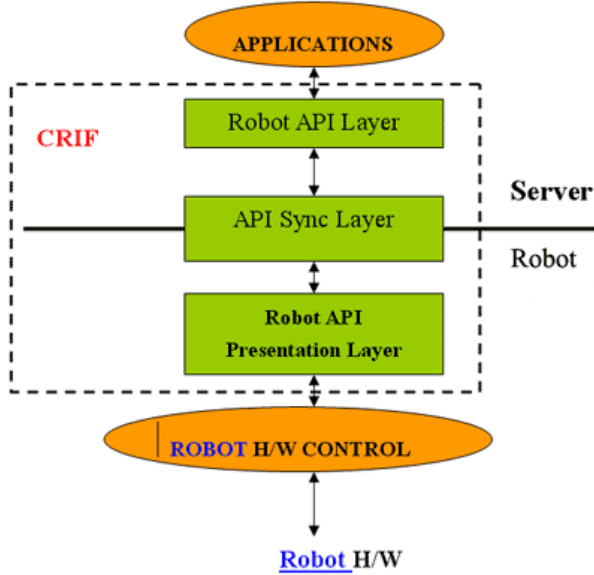 APPLICATIONS
Robot API Layer
CRIF
Server
API Sync Layer
Robot
Robot API
Presentation Layer
ROBOT H/W CONTROL
Robot H/W